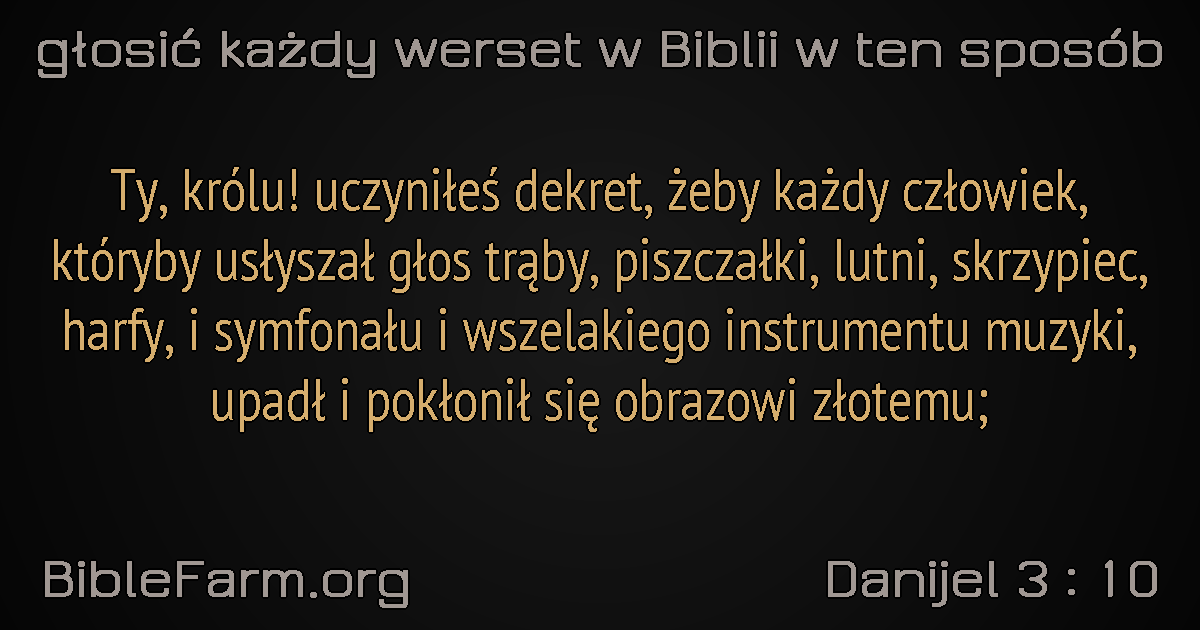 głosić każdy werset w Biblii w ten sposób
Ty, królu! uczyniłeś dekret, żeby każdy człowiek,
któryby usłyszał głos trąby, piszczałki, lutni, skrzypiec,
harfy, i symfonału i wszelakiego instrumentu muzyki,
upadł i pokłonił się obrazowi złotemu;
BibleFarm.org
Danijel 3 : 10